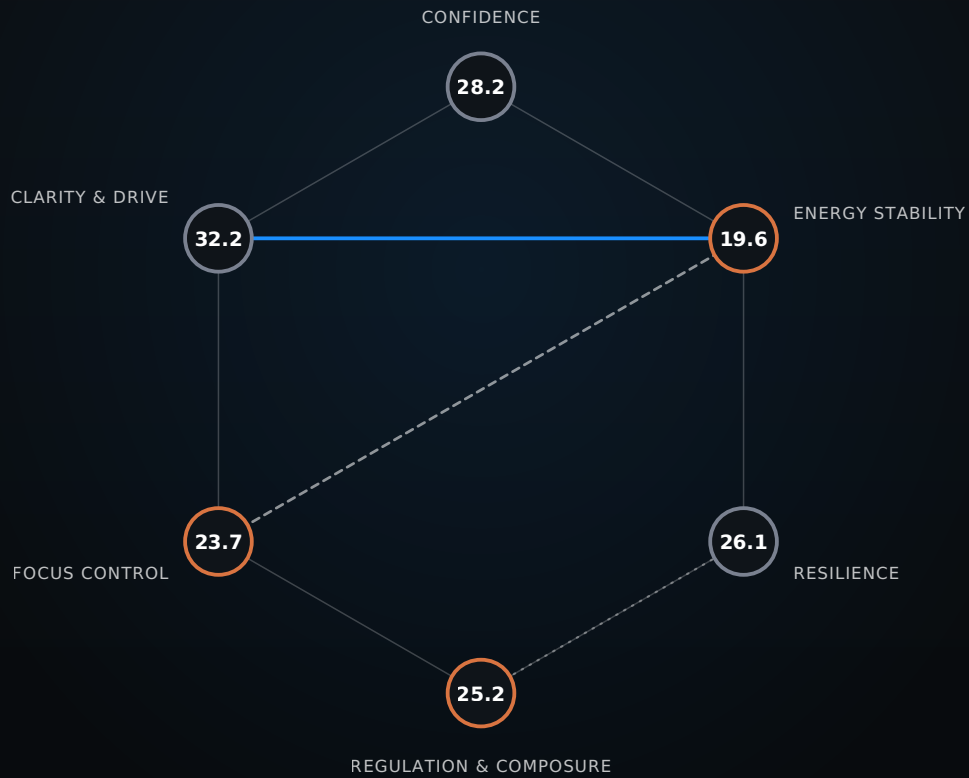 CONFIDENCE
28.2
CLARITY & DRIVE
ENERGY STABILITY
32.2
19.6
23.7
26.1
FOCUS CONTROL
RESILIENCE
25.2
REGULATION & COMPOSURE